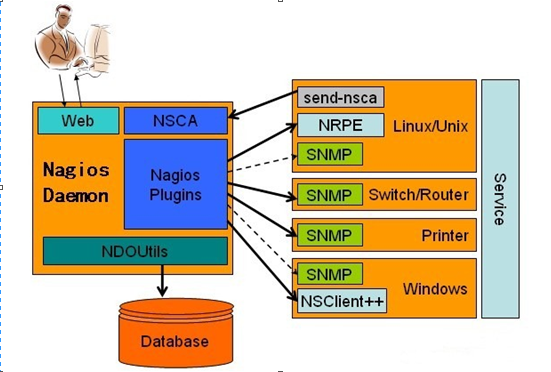 Web
NSCA
Nagios
Daemon
Nagios
Plugins
NDOUtils
Database
send-nsca
NRPE
Linux/Unix
SNMP
SNMP
Switch/Router
SNMP
Printer
SNMP
Windows
NSClient++
Service